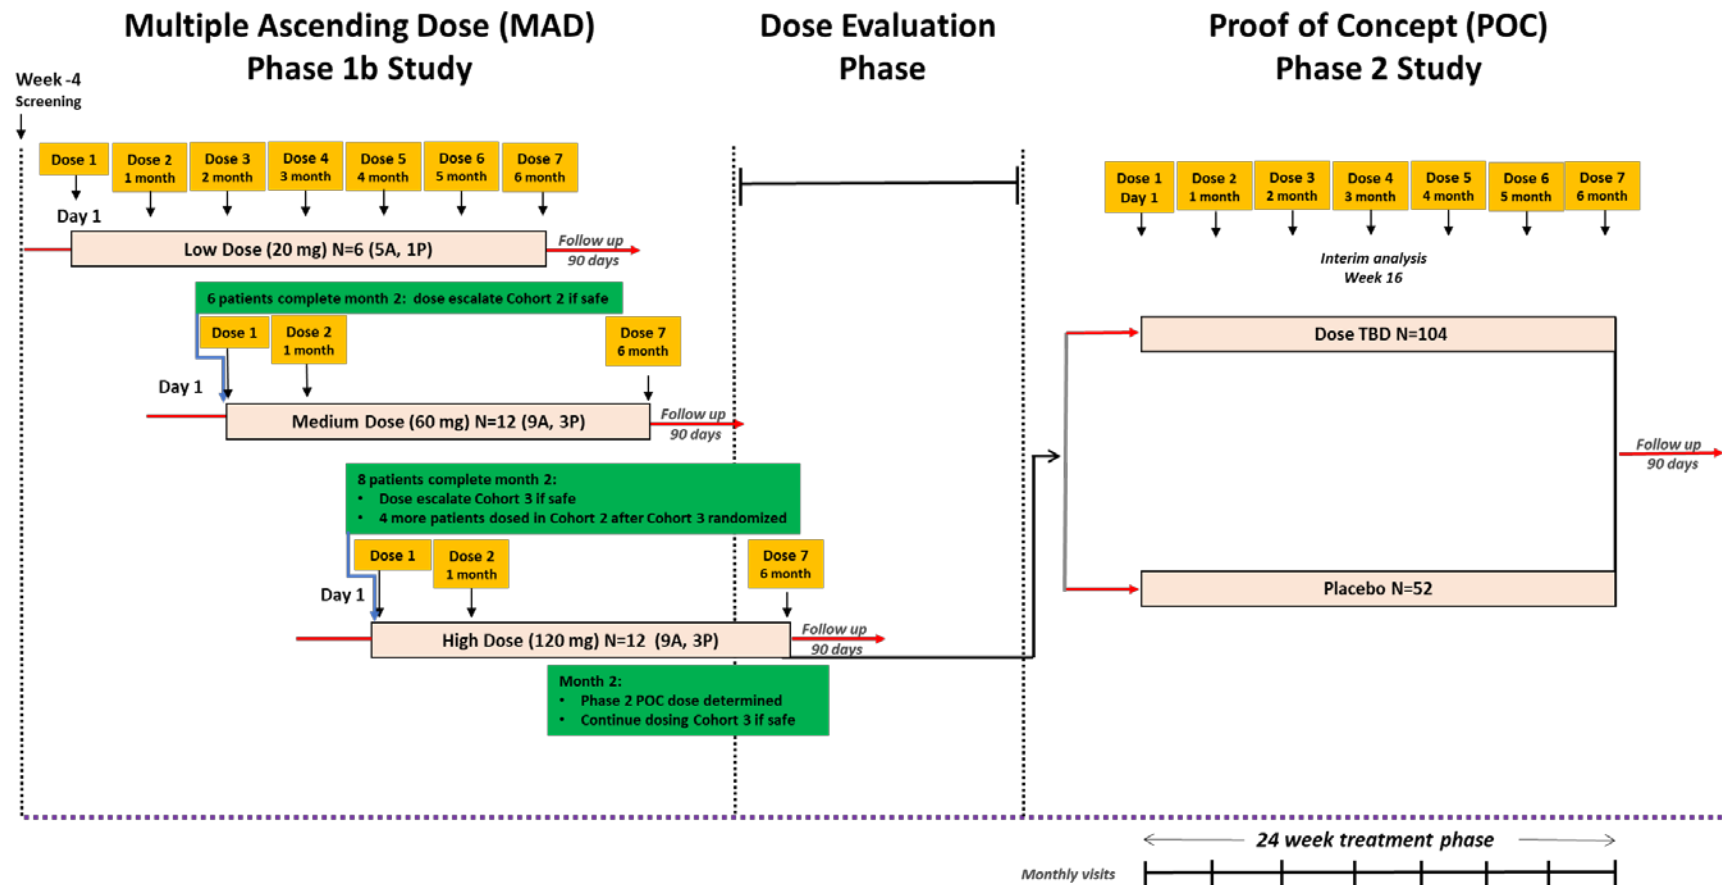 Multiple Ascending Dose (MAD)
Phase 1b Study
Dose Evaluation
Phase
Proof of Concept (POC)
Phase 2 Study
Week -4
Screening
Dose 1
Dose 2
1 month
Dose 3
2 month
Dose 4
3 month
Dose 5
4 month
Dose 6
5 month
Dose 7
6 month
Day 1
Low Dose (20 mg) N=6 (5A, 1P)
Follow up
90 days
6 patients complete month 2: dose escalate Cohort 2 if safe
Dose 1
Dose 2
1 month
Dose 7
6 month
Day 1
Medium Dose (60 mg) N=12 (9A, 3P)
Follow up
90 days
8 patients complete month 2:
• Dose escalate Cohort 3 if safe
• 4 more patients dosed in Cohort 2 after Cohort 3 randomized
Dose 1
Dose 2
1 month
Dose 7
6 month
Day 1
High Dose (120 mg) N=12 (9A, 3P)
Follow up
90 days
Month 2:
• Phase 2 POC dose determined
• Continue dosing Cohort 3 if safe
Dose 1
Day 1
Dose 2
1 month
Dose 3
2 month
Dose 4
3 month
Dose 5
4 month
Dose 6
5 month
Dose 7
6 month
Interim analysis
Week 16
Dose TBD N=104
Placebo N=52
Follow up
90 days
24 week treatment phase
Monthly visits